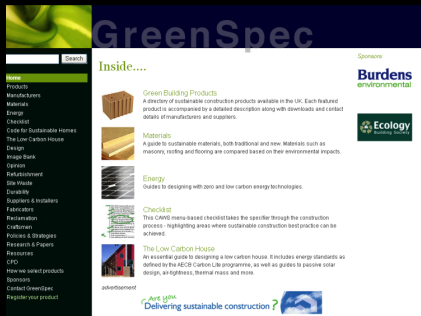 GreenSpec
Search
Home
Products
Manufacturers
Materials
Energy
Checklist
Code for Sustainable Homes
The Low Carbon House
Design
Image Bank
Opinion
Refurbishment
Site Waste
Durability
Suppliers & Installers
Fabricators
Reclamation
Craftsmen
Policies & Strategies
Research & Papers
Resources
CPD
How we select products
Sponsors
Contact GreenSpec
Register your product
Inside....
Green Building Products
A directory of sustainable construction products available in the UK. Each featured
product is accompanied by a detailed description along with downloads and contact
details of manufacturers and suppliers.
Materials
A guide to sustainable materials, both traditional and new. Materials such as
masonry, roofing and flooring are compared based on their environmental impacts.
Energy
Guides to designing with zero and low carbon energy technologies.
Checklist
This CAWS menu-based checklist takes the specifier through the construction
process - highlighting areas where sustainable construction best practice can be
achieved.
The Low Carbon House
An essential guide to designing a low carbon house. It includes energy standards as
defined by the AECB Carbon Lite programme, as well as guides to passive solar
design, air-tightness, thermal mass and more.
advertisement
Are you
Delivering sustainable construction?
Sponsors
Burdens
environmental
Ecology
Building Society